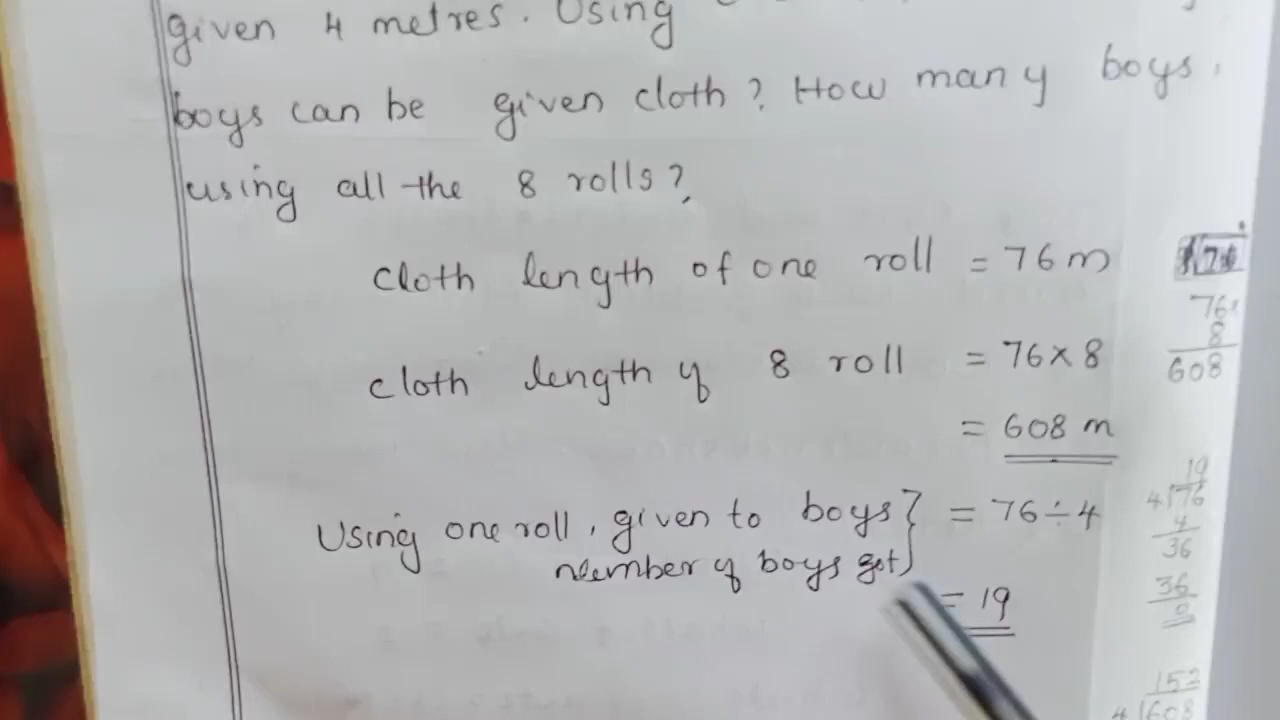 given 4 metres. Using
boys can be given cloth? How many boys,
using all the 8 rolls?
cloth length of one roll = 76 m
cloth length of 8 roll = 76 × 8
= 608 m
Using one roll, given to boys } = 76 ÷ 4
number of boys got
= 19
76×
8
608
19
4)76
4
36
36
0
152
4)608